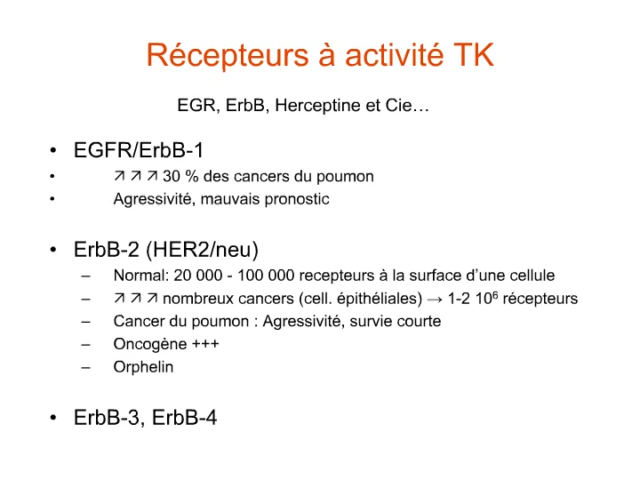 Récepteurs à activité TK
EGR, ErbB, Herceptine et Cie…
• EGFR/ErbB-1
• ↗ ↗ ↗ 30 % des cancers du poumon
• Agressivité, mauvais pronostic
• ErbB-2 (HER2/neu)
– Normal: 20 000 - 100 000 recepteurs à la surface d’une cellule
– ↗ ↗ ↗ nombreux cancers (cell. épithéliales) → 1-2 10⁶ récepteurs
– Cancer du poumon : Agressivité, survie courte
– Oncogène +++
– Orphelin
• ErbB-3, ErbB-4